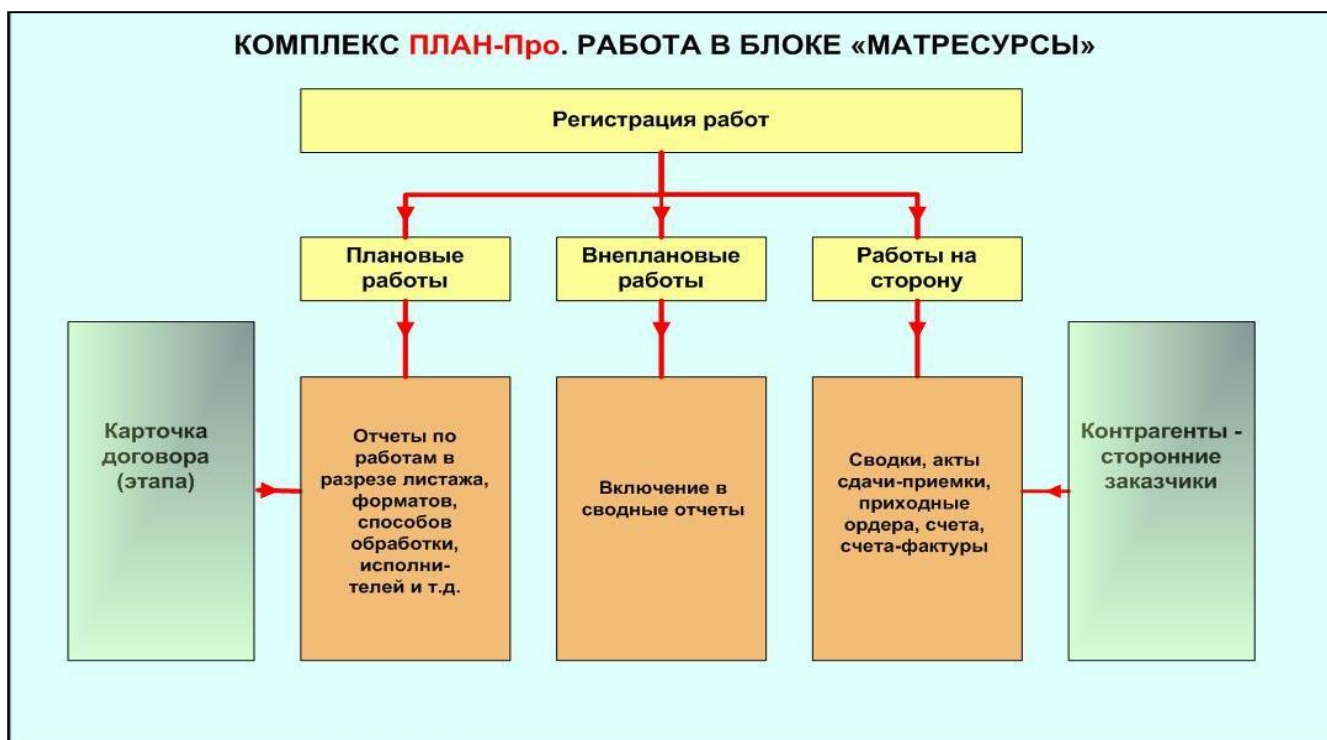 КОМПЛЕКС ПЛАН-Про. РАБОТА В БЛОКЕ «МАТРЕСУРСЫ»
Регистрация работ
Плановые
работы
Внеплановые
работы
Работы на
сторону
Карточка
договора
(этапа)
Отчеты по
работам в
разрезе листажа,
форматов,
способов
обработки,
исполни-
телей и т.д.
Включение в
сводные отчеты
Сводки, акты
сдачи-приемки,
приходные
ордера, счета,
счета-фактуры
Контрагенты -
сторонние
заказчики